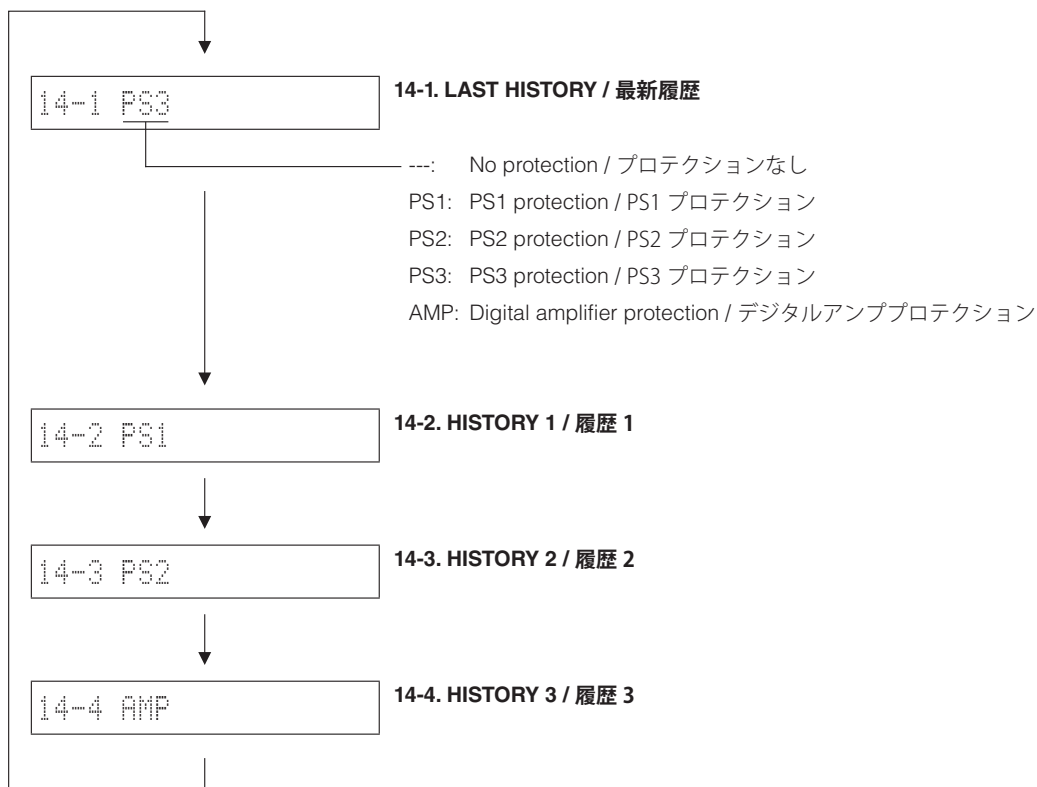 14-1 PS3
14-1. LAST HISTORY / 最新履歴
---: No protection / プロテクションなし
PS1: PS1 protection / PS1 プロテクション
PS2: PS2 protection / PS2 プロテクション
PS3: PS3 protection / PS3 プロテクション
AMP: Digital amplifier protection / デジタルアンププロテクション
14-2 PS1
14-2. HISTORY 1 / 履歴 1
14-3 PS2
14-3. HISTORY 2 / 履歴 2
14-4 AMP
14-4. HISTORY 3 / 履歴 3